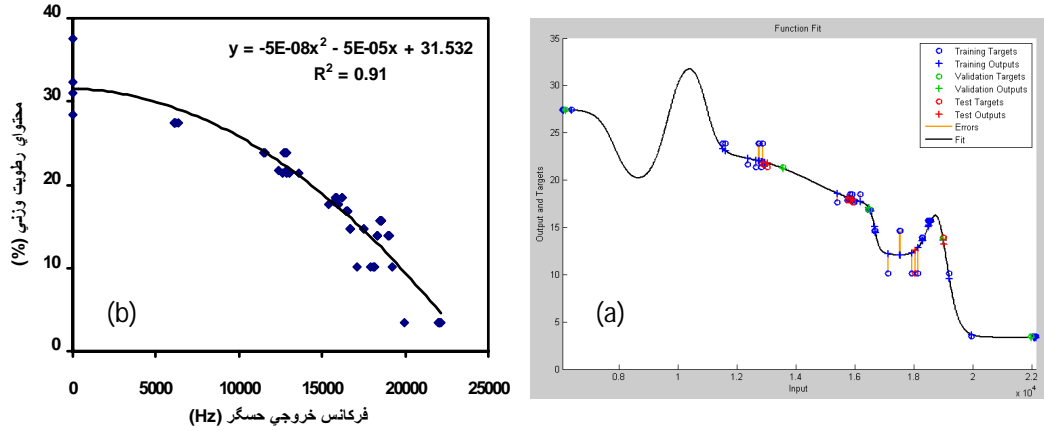 40
30
20
10
0
0
5000
10000
15000
20000
25000
محتواي رطوبت وزني (%)
فركانس خروجي حسگر (Hz)
y = -5E-08x² - 5E-05x + 31.532
R² = 0.91
(b)
Function Fit
35
30
25
20
15
10
5
0
0.8
1
1.2
1.4
1.6
1.8
2
2.2
x 10⁴
Input
Output and Targets
Training Targets
Training Outputs
Validation Targets
Validation Outputs
Test Targets
Test Outputs
Errors
Fit
(a)